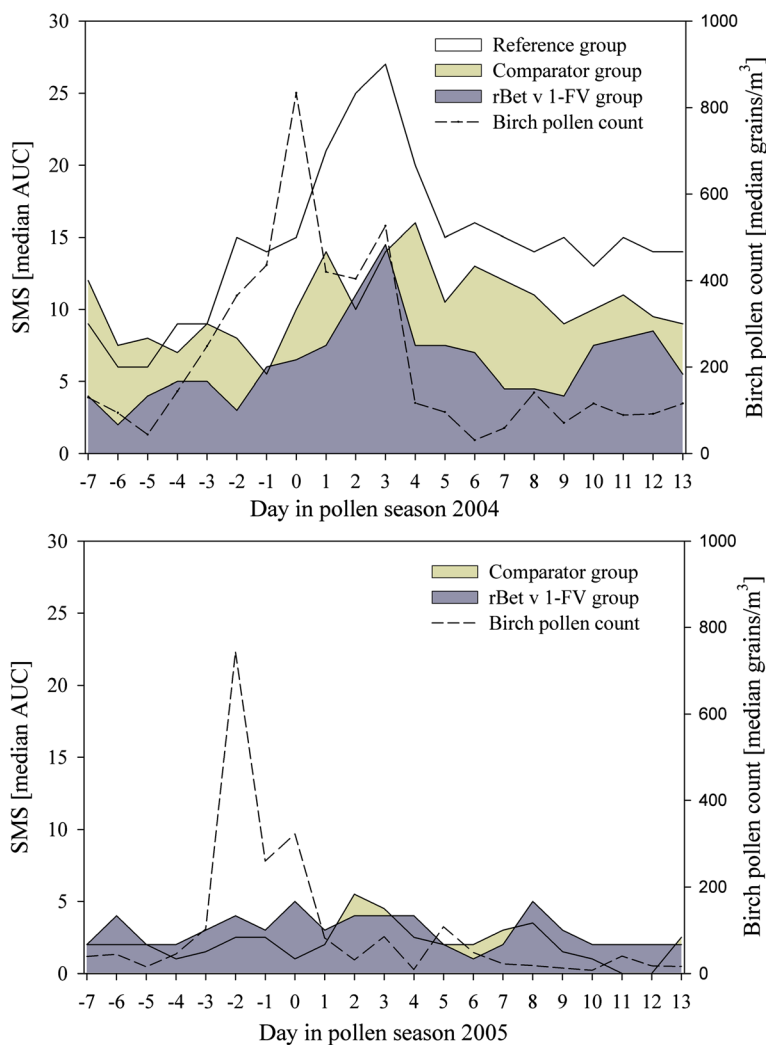 30
25
20
15
10
5
0
SMS [median AUC]
Reference group
Comparator group
rBet v 1-FV group
Birch pollen count
1000
800
600
400
200
0
Birch pollen count [median grains/m³]
-7 -6 -5 -4 -3 -2 -1 0 1 2 3 4 5 6 7 8 9 10 11 12 13
Day in pollen season 2004
30
25
20
15
10
5
0
SMS [median AUC]
Comparator group
rBet v 1-FV group
Birch pollen count
1000
800
600
400
200
0
Birch pollen count [median grains/m³]
-7 -6 -5 -4 -3 -2 -1 0 1 2 3 4 5 6 7 8 9 10 11 12 13
Day in pollen season 2005